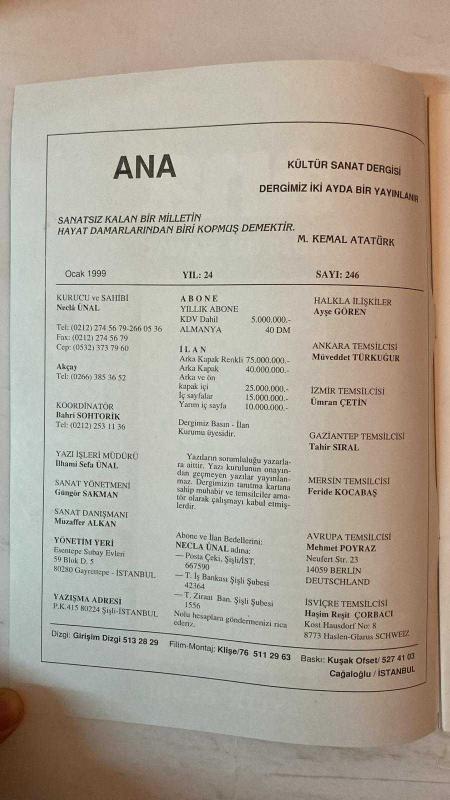 ANA
KÜLTÜR SANAT DERGİSİ
DERGİMİZ İKİ AYDA BİR YAYINLANIR
SANATSIZ KALAN BİR MİLLETİN
HAYAT DAMARLARINDAN BİRİ KOPMUŞ DEMEKTİR.
M. KEMAL ATATÜRK
Ocak 1999 YIL: 24 SAYI: 246
KURUCU ve SAHİBİ
Neclâ ÜNAL
Tel: (0212) 274 56 79-266 05 36
Fax: (0212) 274 56 79
Cep: (0532) 373 79 60
Akçay
Tel: (0266) 385 36 52
KOORDİNATÖR
Bahri SOHTORİK
Tel: (0212) 253 11 36
YAZI İŞLERİ MÜDÜRÜ
İlhami Sefa ÜNAL
SANAT YÖNETMENİ
Güngör SAKMAN
SANAT DANIŞMANI
Muzaffer ALKAN
YÖNETİM YERİ
Esentepe Subay Evleri
59 Blok D. 5
80280 Gayrettepe - İSTANBUL
YAZIŞMA ADRESİ
P.K.415 80224 Şişli-İSTANBUL
A B O N E
YILLIK ABONE
KDV Dahil 5.000.000.-
ALMANYA 40 DM
İ L A N
Arka Kapak Renkli 75.000.000.-
Arka Kapak 40.000.000.-
Arka ve ön
kapak içi 25.000.000.-
İç sayfalar 15.000.000.-
Yarım iç sayfa 10.000.000.-
Dergimiz Basın - İlan
Kurumu üyesidir.
Yazıların sorumluluğu yazarla-
ra aittir. Yazı kurulunun onayın-
dan geçmeyen yazılar yayınlan-
maz. Dergimizin tanıtma kartına
sahip muhabir ve temsilciler ama-
tör olarak çalışmayı kabul etmiş-
lerdir.
Abone ve İlan Bedellerini:
NECLA ÜNAL adına:
— Posta Çeki, Şişli/İST.
667590
— T. İş Bankası Şişli Şubesi
42364
— T. Ziraat Ban. Şişli Şubesi
1556
Nolu hesaplara göndermenizi rica
ederiz.
HALKLA İLİŞKİLER
Ayşe GÖREN
ANKARA TEMSİLCİSİ
Müveddet TÜRKUĞUR
İZMİR TEMSİLCİSİ
Ümran ÇETİN
GAZİANTEP TEMSİLCİSİ
Tahir SIRAL
MERSİN TEMSİLCİSİ
Feride KOCABAŞ
AVRUPA TEMSİLCİSİ
Mehmet POYRAZ
Neufert Str. 23
14059 BERLİN
DEUTSCHLAND
İSVİÇRE TEMSİLCİSİ
Haşim Reşit ÇORBACI
Kost Hausdorf No: 8
8773 Haslen-Glarus SCHWEIZ
Dizgi: Girişim Dizgi 513 28 29 Filim-Montaj: Klişe/76 511 29 63 Baskı: Kuşak Ofset/ 527 41 03
Cağaloğlu / İSTANBUL